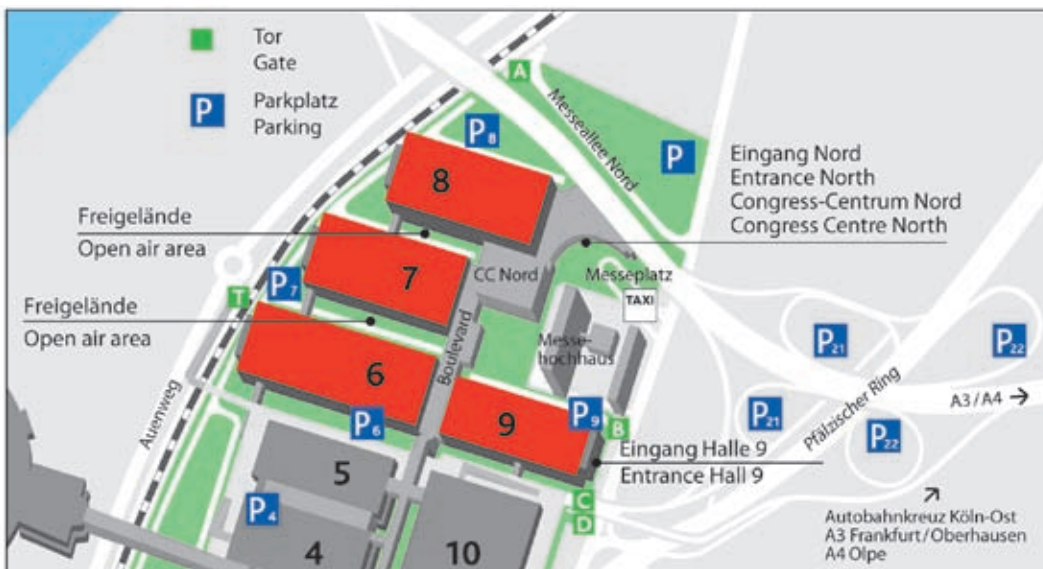 Tor
Gate
P
Parkplatz
Parking
A
Messeallee Nord
P8
P
8
Eingang Nord
Entrance North
Congress-Centrum Nord
Congress Centre North
Freigelände
Open air area
7
CC Nord
Messeplatz
TAXI
P7
T
Freigelände
Open air area
Messe-
hochhaus
Boulevard
6
P6
9
P9
B
Eingang Halle 9
Entrance Hall 9
P21
P22
P21
P22
Pfälzischer Ring
A3/A4 →
Auenweg
5
P4
4
10
C
D
Autobahnkreuz Köln-Ost
A3 Frankfurt/Oberhausen
A4 Olpe